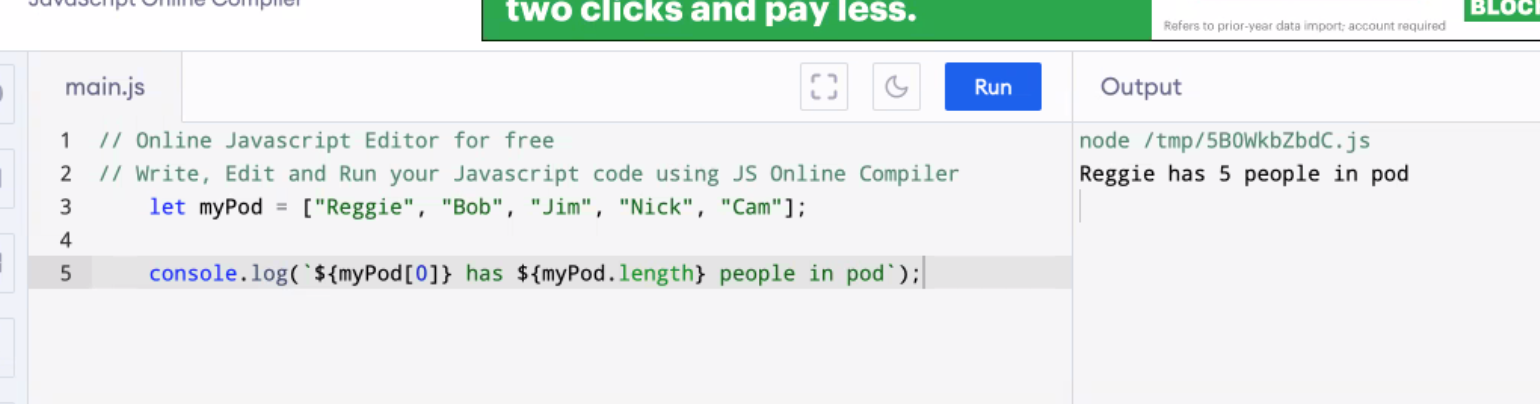 JavaScript Online Compiler
two clicks and pay less.
Refers to prior-year data import; account required
BLOC
main.js
Run
Output
1 // Online Javascript Editor for free
2 // Write, Edit and Run your Javascript code using JS Online Compiler
3 let myPod = ["Reggie", "Bob", "Jim", "Nick", "Cam"];
4
5 console.log(`${myPod[0]} has ${myPod.length} people in pod`);
node /tmp/5B0WkbZbdC.js
Reggie has 5 people in pod